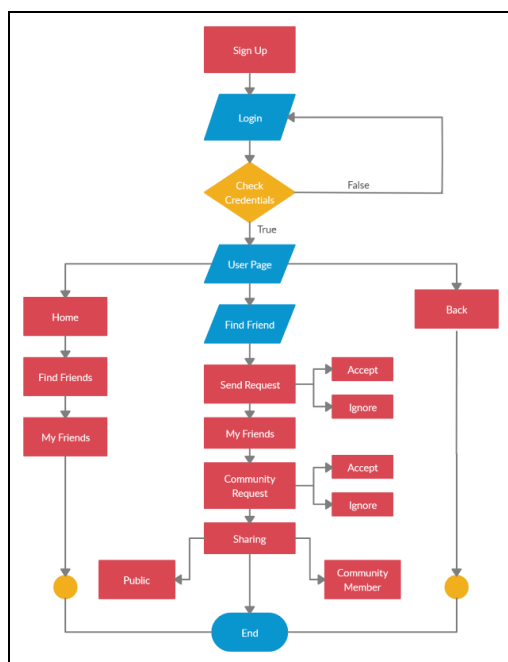 Sign Up
Login
Check
Credentials
False
True
User Page
Home
Back
Find Friend
Find Friends
Send Request
Accept
Ignore
My Friends
My Friends
Community
Request
Accept
Ignore
Sharing
Public
Community
Member
End